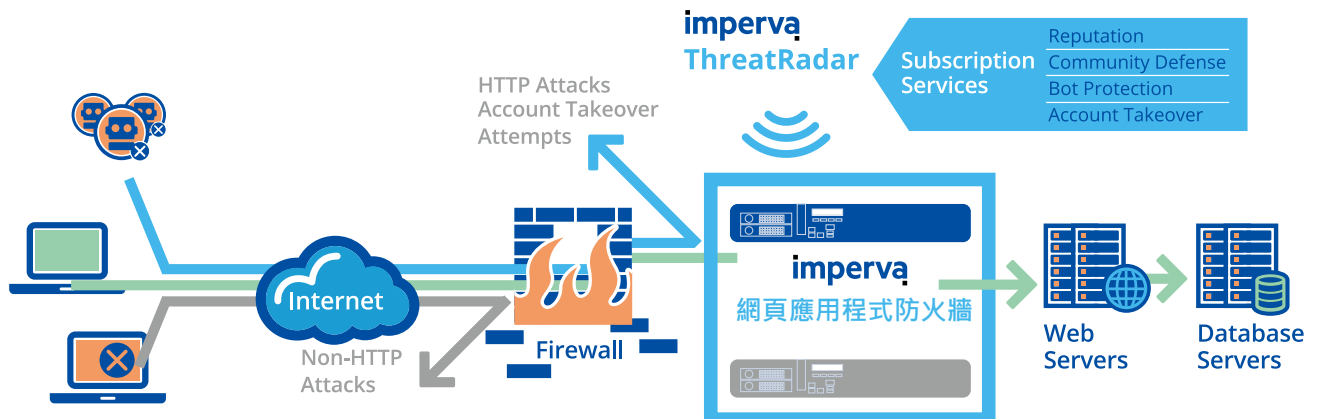 imperva
ThreatRadar
Subscription
Services
Reputation
Community Defense
Bot Protection
Account Takeover
HTTP Attacks
Account Takeover
Attempts
Internet
Non-HTTP
Attacks
Firewall
imperva
網頁應用程式防火牆
Web
Servers
Database
Servers